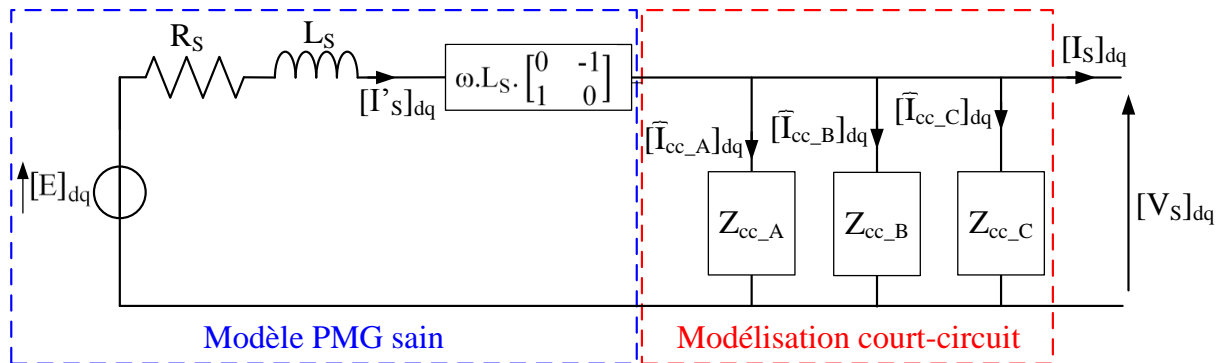 R_S
L_S
[I'_S]_dq
ω.L_S. [0 -1
1 0]
[I_S]_dq
[Ĩ_cc_A]_dq
[Ĩ_cc_B]_dq
[Ĩ_cc_C]_dq
[E]_dq
Z_cc_A
Z_cc_B
Z_cc_C
[V_S]_dq
Modèle PMG sain
Modélisation court-circuit